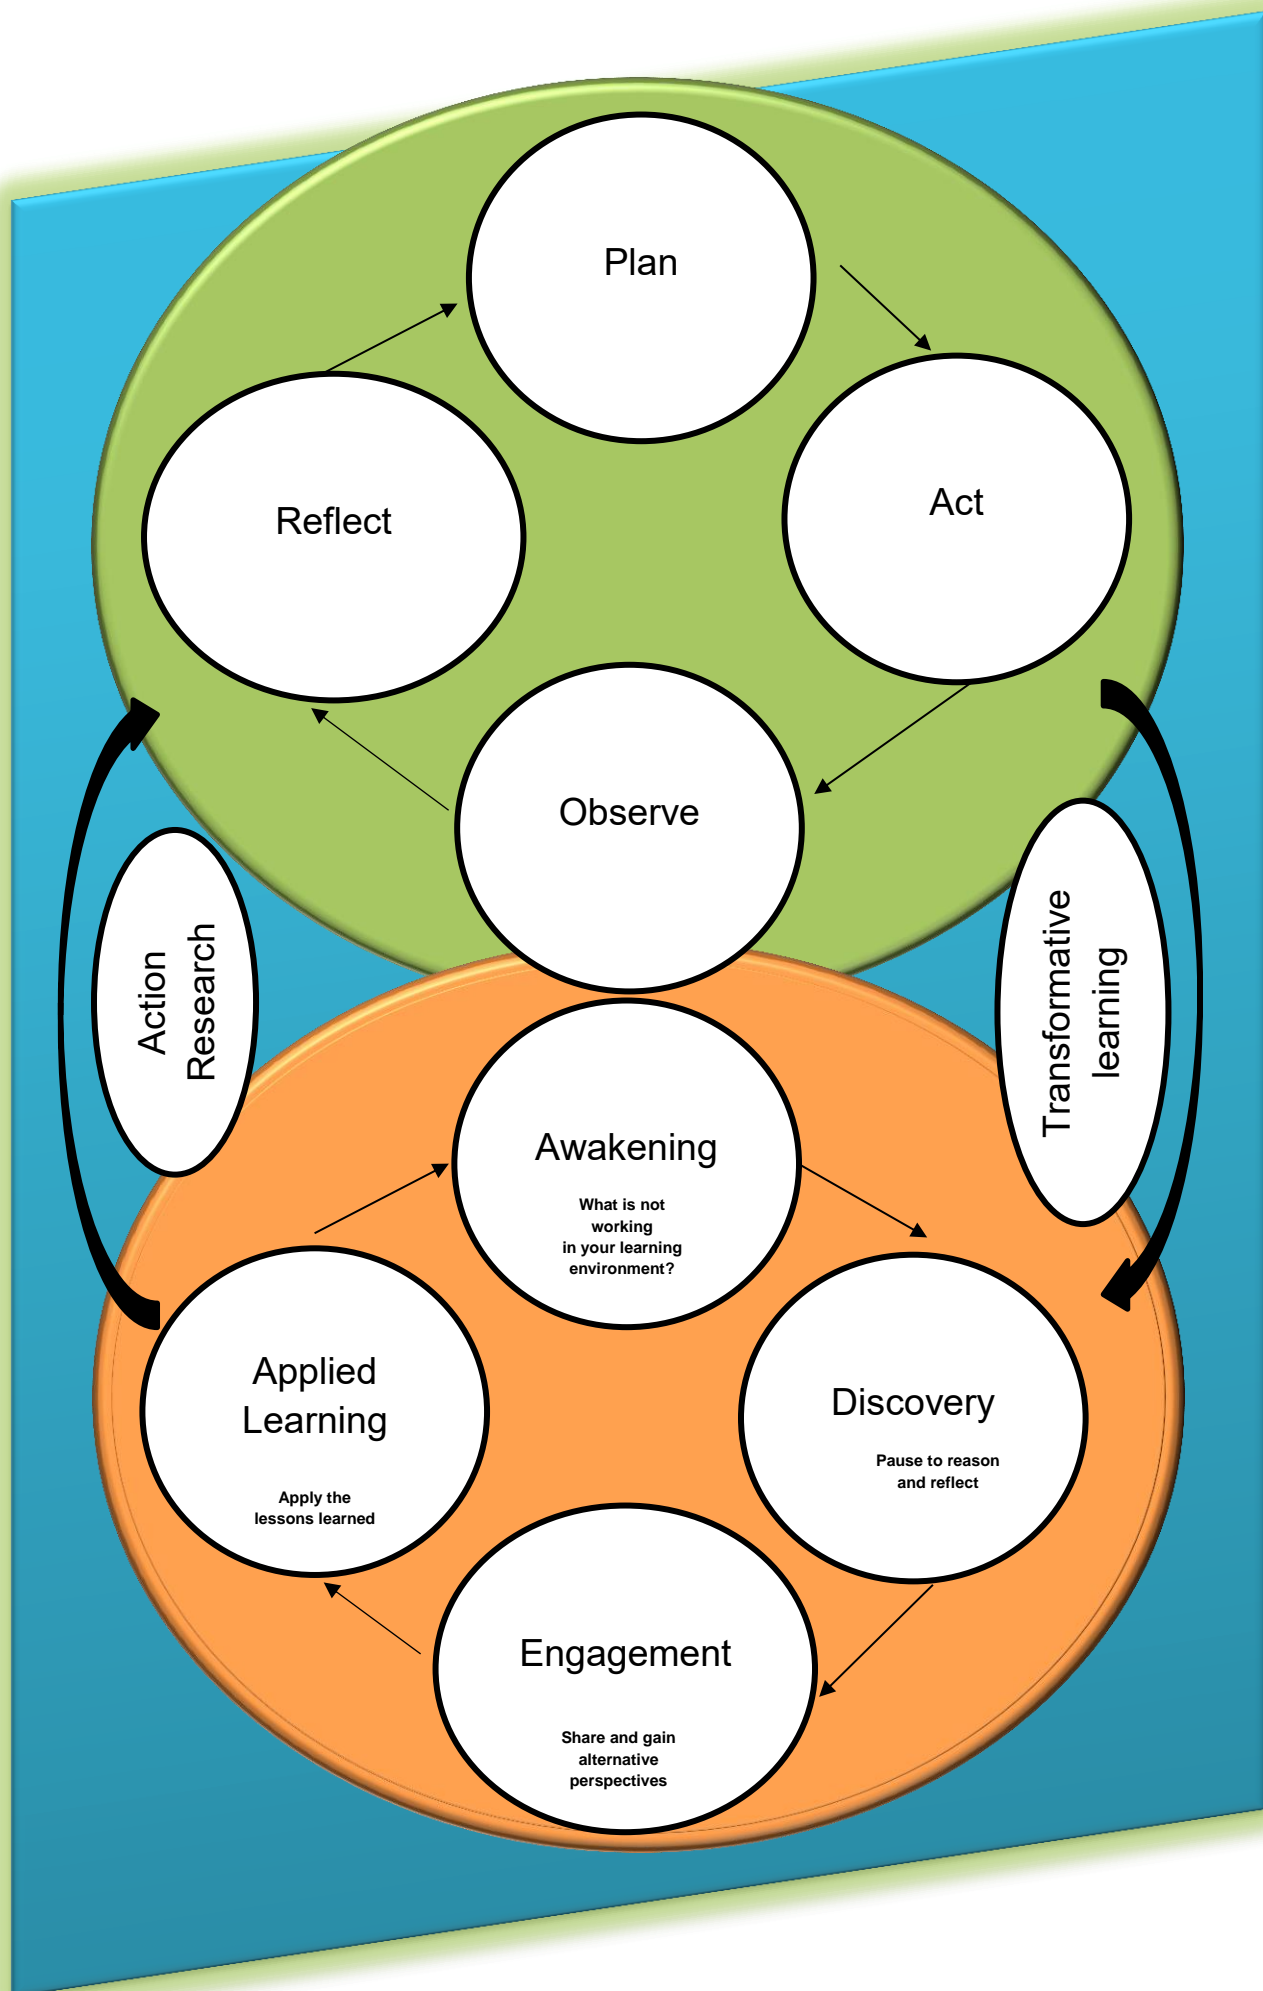 Plan
Act
Reflect
Observe
Action
Research
Transformative
learning
Awakening
What is not
working
in your learning
environment?
Applied
Learning
Apply the
lessons learned
Discovery
Pause to reason
and reflect
Engagement
Share and gain
alternative
perspectives